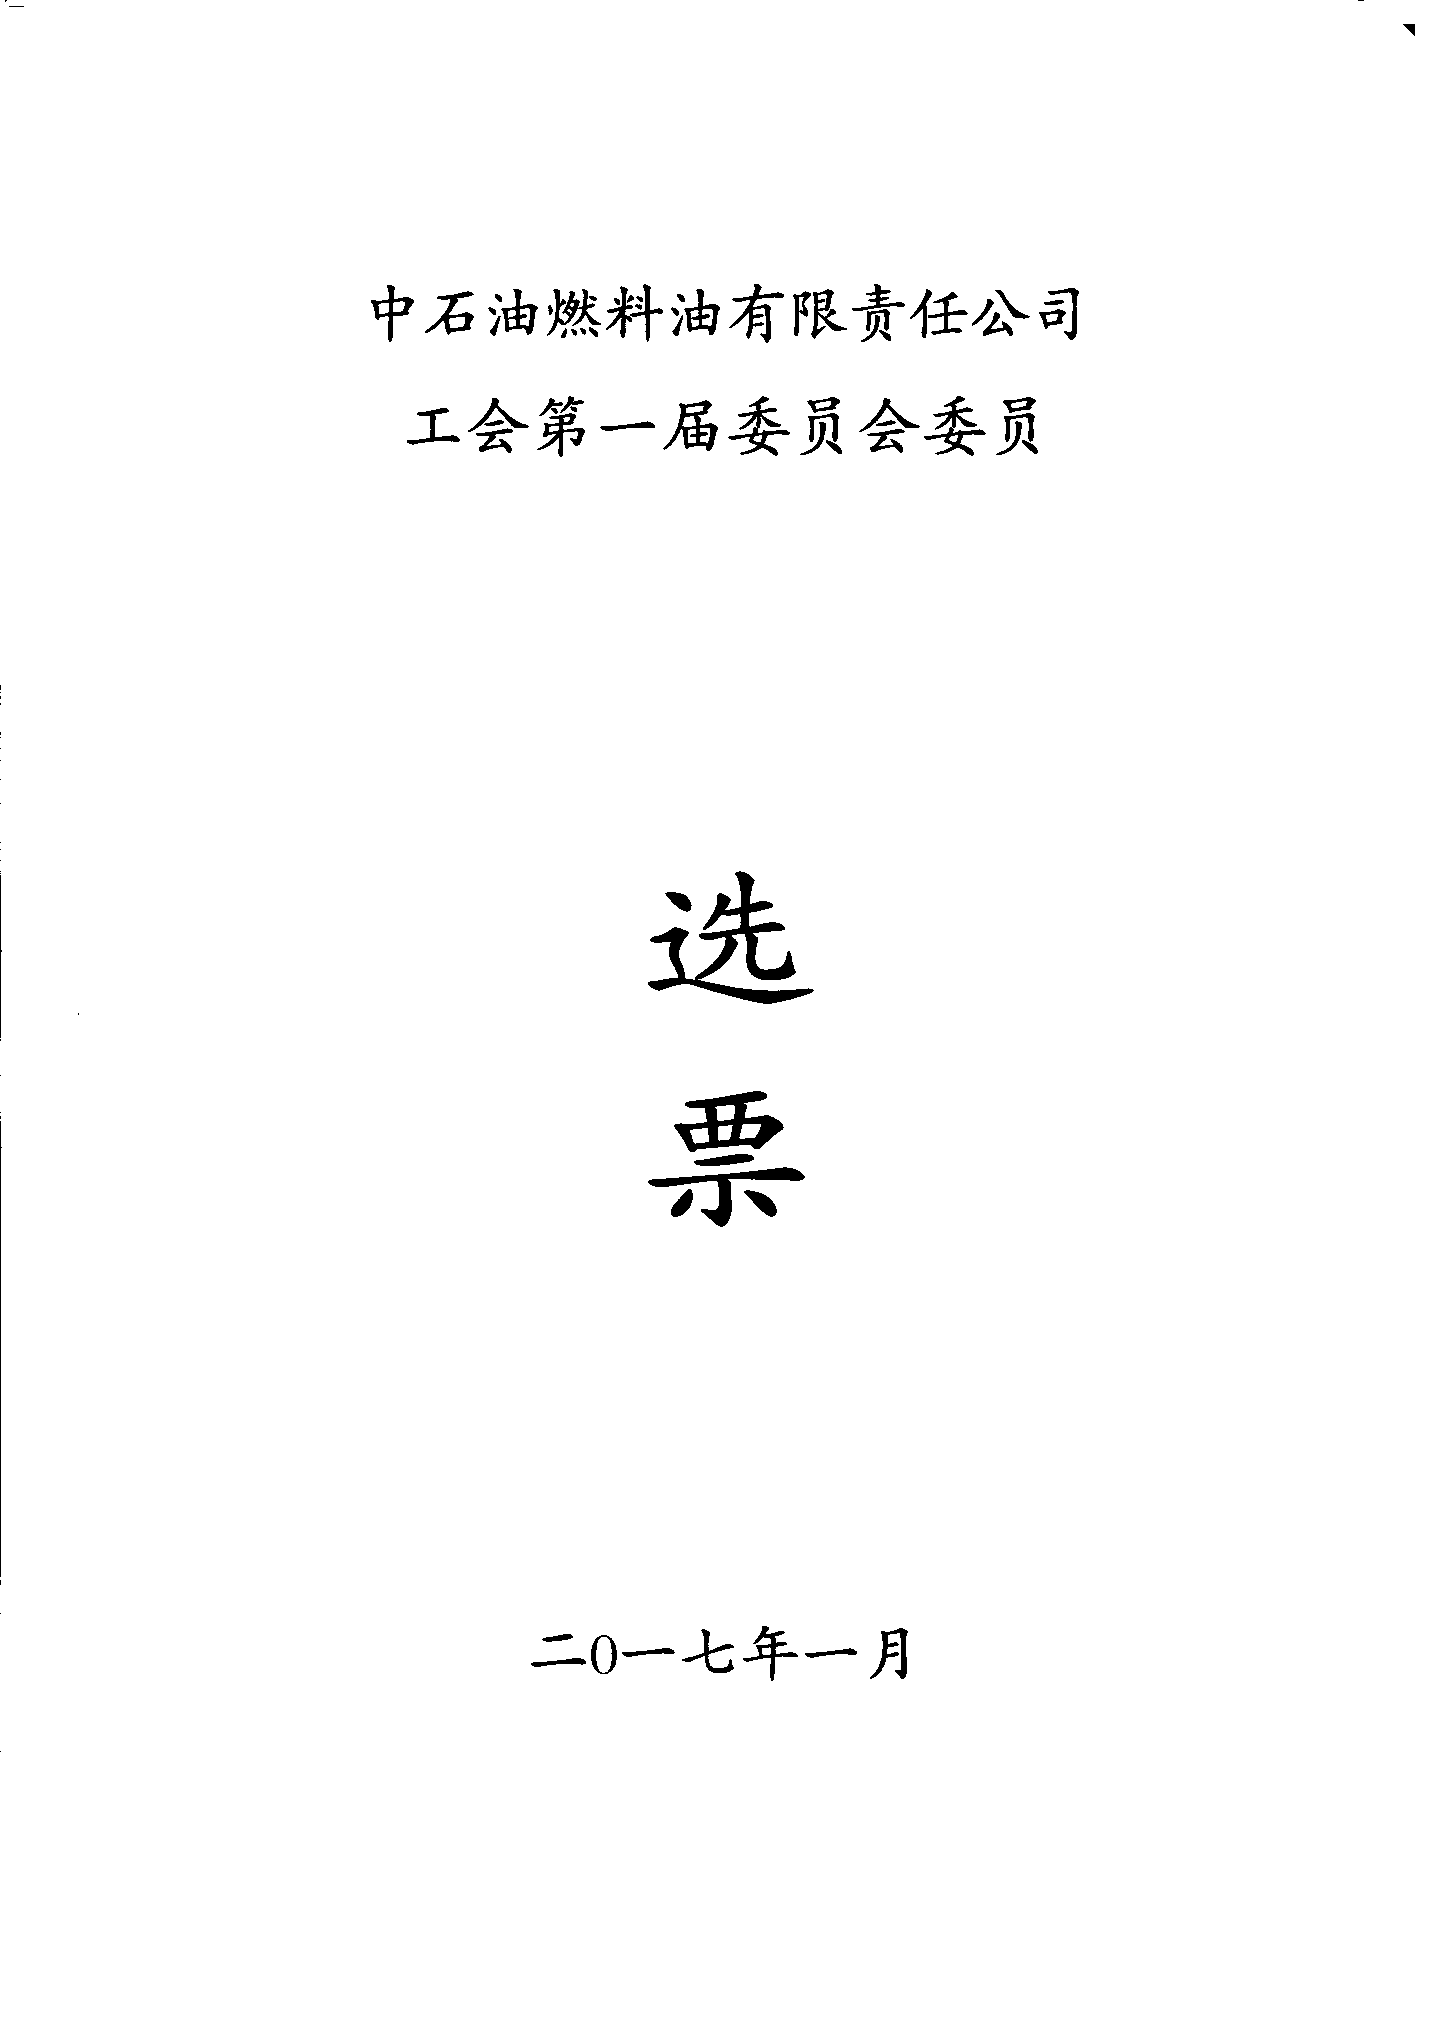 中石油燃料油有限责任公司
工会第一届委员会委员
选
票
二0一七年一月